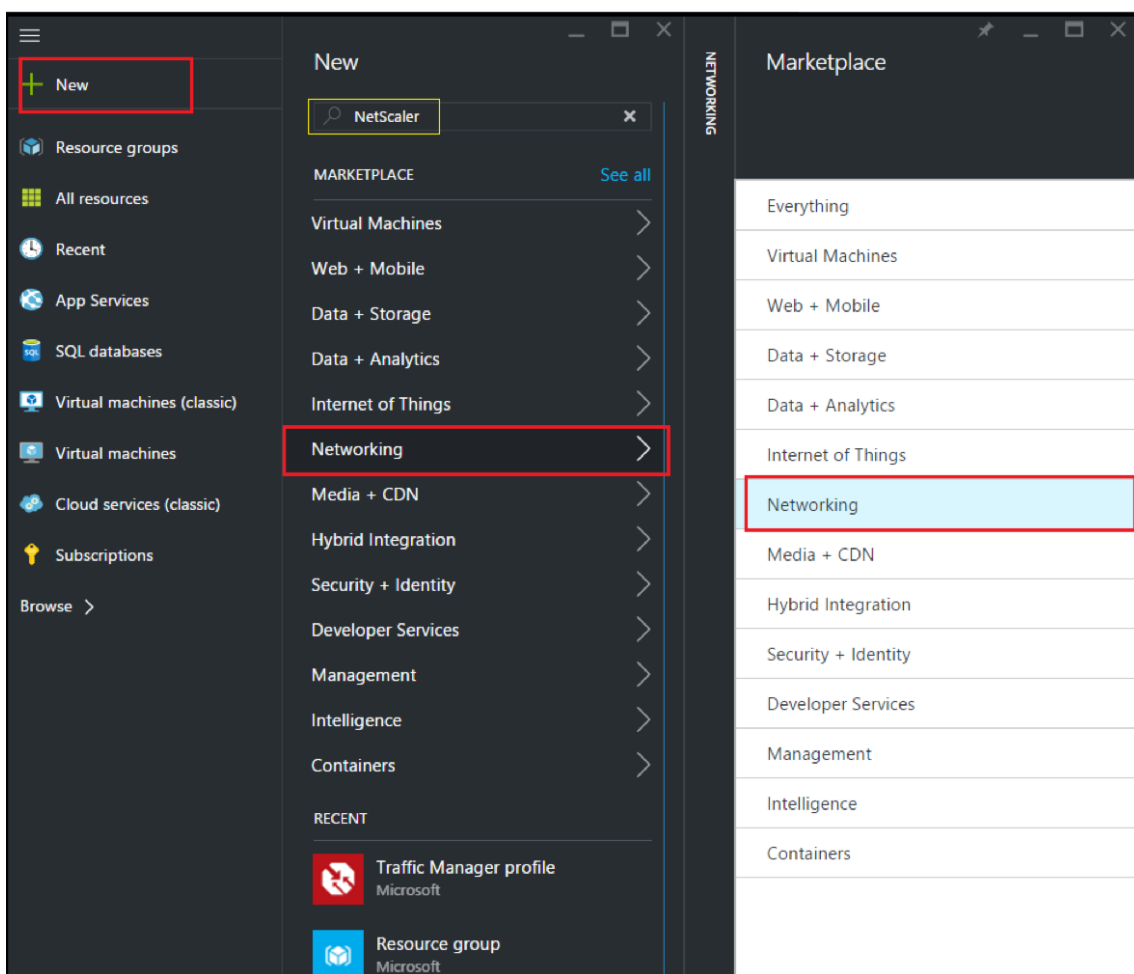 New
Resource groups
All resources
Recent
App Services
SQL
SQL databases
Virtual machines (classic)
Virtual machines
Cloud services (classic)
Subscriptions
Browse
New
NetScaler
MARKETPLACE See all
Virtual Machines
Web + Mobile
Data + Storage
Data + Analytics
Internet of Things
Networking
Media + CDN
Hybrid Integration
Security + Identity
Developer Services
Management
Intelligence
Containers
RECENT
Traffic Manager profile
Microsoft
Resource group
Microsoft
NETWORKING
Marketplace
Everything
Virtual Machines
Web + Mobile
Data + Storage
Data + Analytics
Internet of Things
Networking
Media + CDN
Hybrid Integration
Security + Identity
Developer Services
Management
Intelligence
Containers